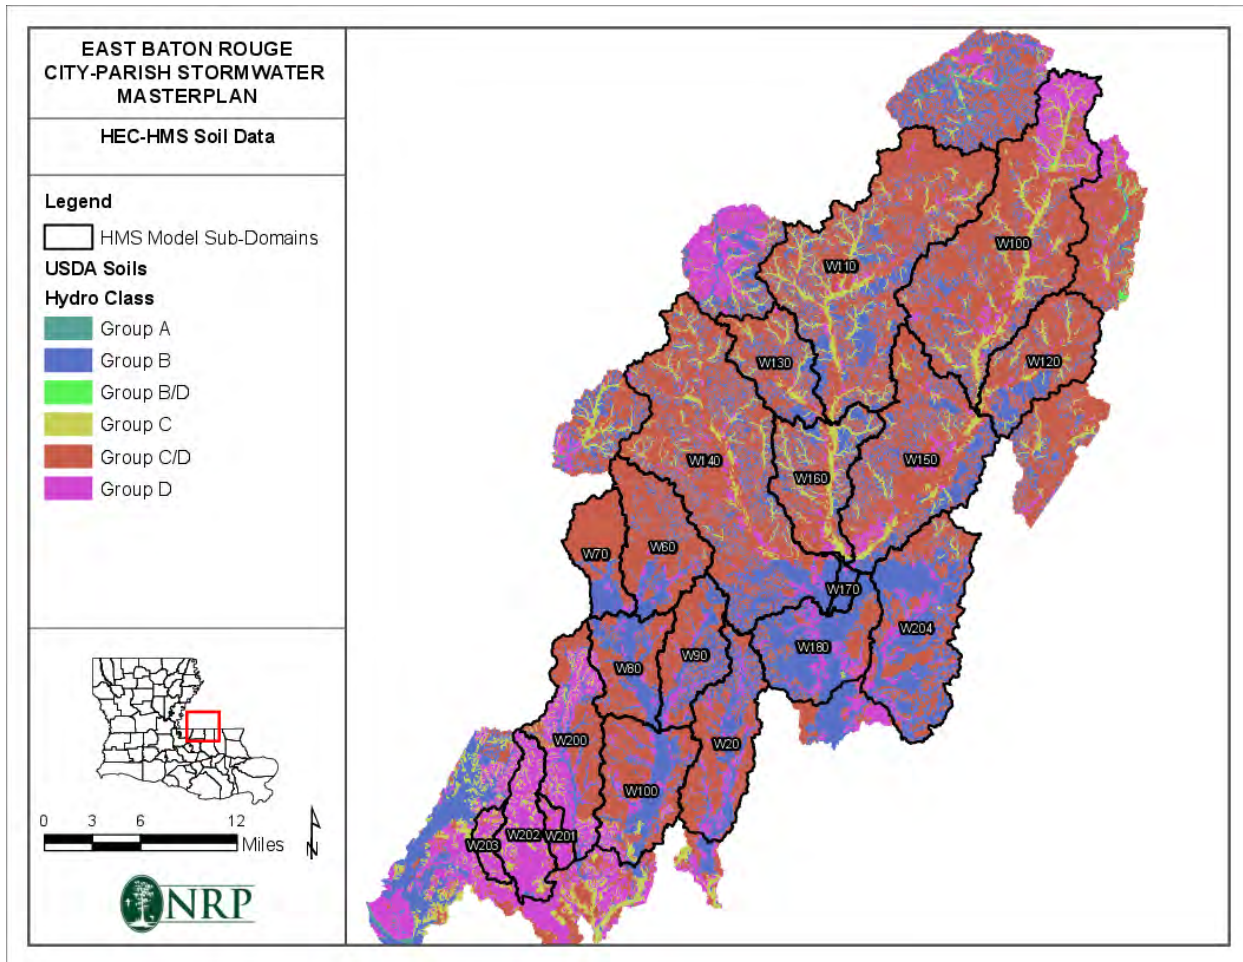 EAST BATON ROUGE
CITY-PARISH STORMWATER
MASTERPLAN
HEC-HMS Soil Data
Legend
HMS Model Sub-Domains
USDA Soils
Hydro Class
Group A
Group B
Group B/D
Group C
Group C/D
Group D
0 3 6 12
Miles
N
NRP
W100
W110
W120
W130
W140
W150
W160
W70
W60
W170
W204
W180
W90
W80
W200
W20
W100
W203
W202
W201